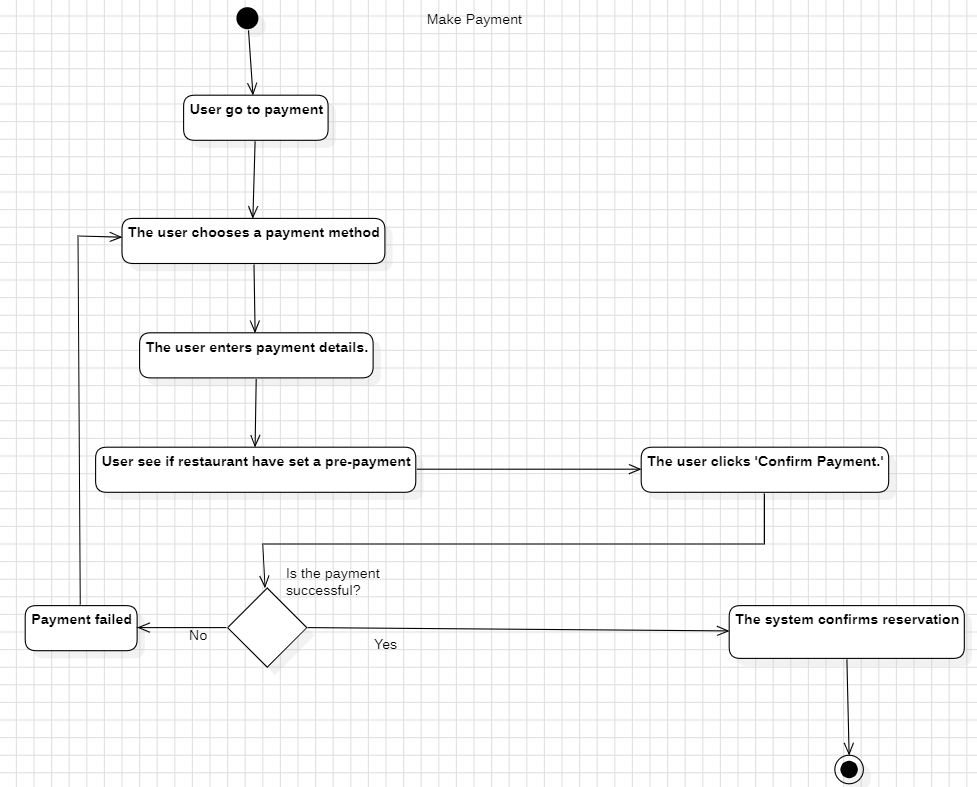 Make Payment
User go to payment
The user chooses a payment method
The user enters payment details.
User see if restaurant have set a pre-payment
The user clicks 'Confirm Payment.'
Is the payment
successful?
Payment failed
No
Yes
The system confirms reservation